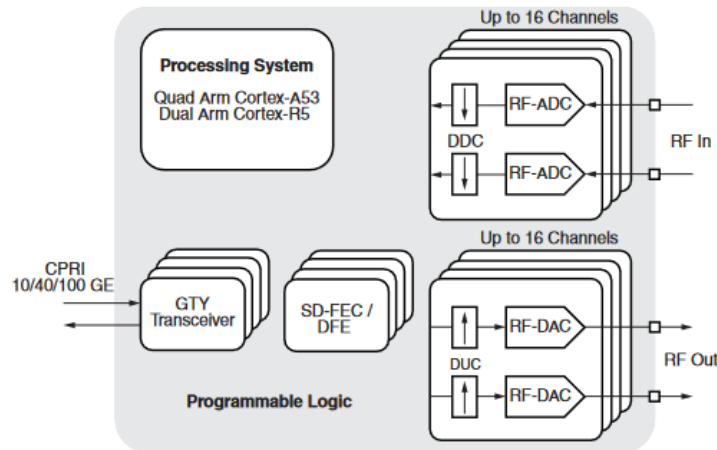 Up to 16 Channels
Processing System
Quad Arm Cortex-A53
Dual Arm Cortex-R5
RF-ADC
DDC
RF In
RF-ADC
Up to 16 Channels
CPRI
10/40/100 GE
GTY
Transceiver
SD-FEC /
DFE
RF-DAC
DUC
RF Out
RF-DAC
Programmable Logic